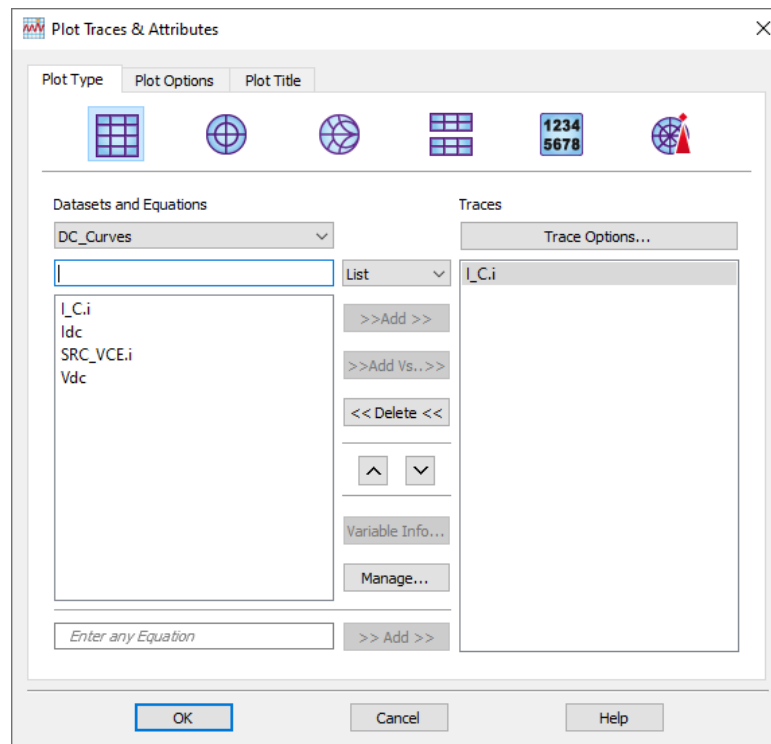 Plot Traces & Attributes
Plot Type
Plot Options
Plot Title
1234
5678
Datasets and Equations
Traces
DC_Curves
Trace Options...
List
I_C.i
I_C.i
Idc
SRC_VCE.i
Vdc
>>Add >>
>>Add Vs..>>
<< Delete <<
Variable Info...
Manage...
Enter any Equation
>> Add >>
OK
Cancel
Help